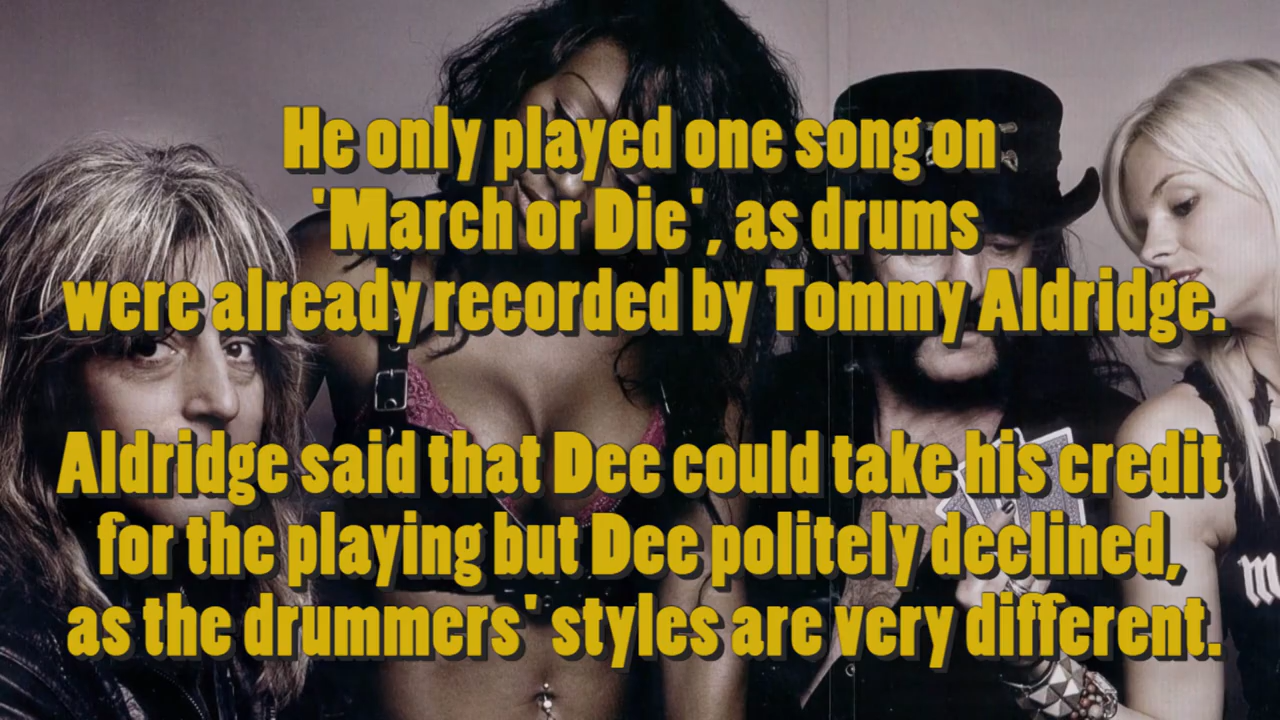 He only played one song on
'March or Die', as drums
were already recorded by Tommy Aldridge.
Aldridge said that Dee could take his credit
for the playing but Dee politely declined,
as the drummers' styles are very different.
m